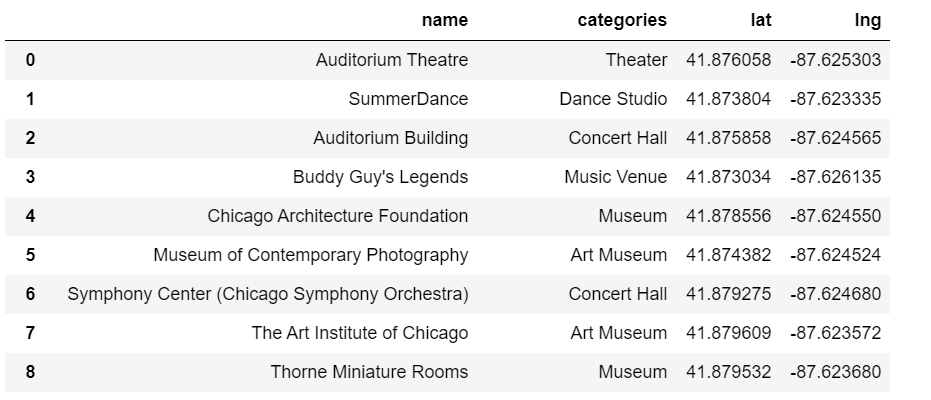 name categories lat lng
0 Auditorium Theatre Theater 41.876058 -87.625303
1 SummerDance Dance Studio 41.873804 -87.623335
2 Auditorium Building Concert Hall 41.875858 -87.624565
3 Buddy Guy's Legends Music Venue 41.873034 -87.626135
4 Chicago Architecture Foundation Museum 41.878556 -87.624550
5 Museum of Contemporary Photography Art Museum 41.874382 -87.624524
6 Symphony Center (Chicago Symphony Orchestra) Concert Hall 41.879275 -87.624680
7 The Art Institute of Chicago Art Museum 41.879609 -87.623572
8 Thorne Miniature Rooms Museum 41.879532 -87.623680